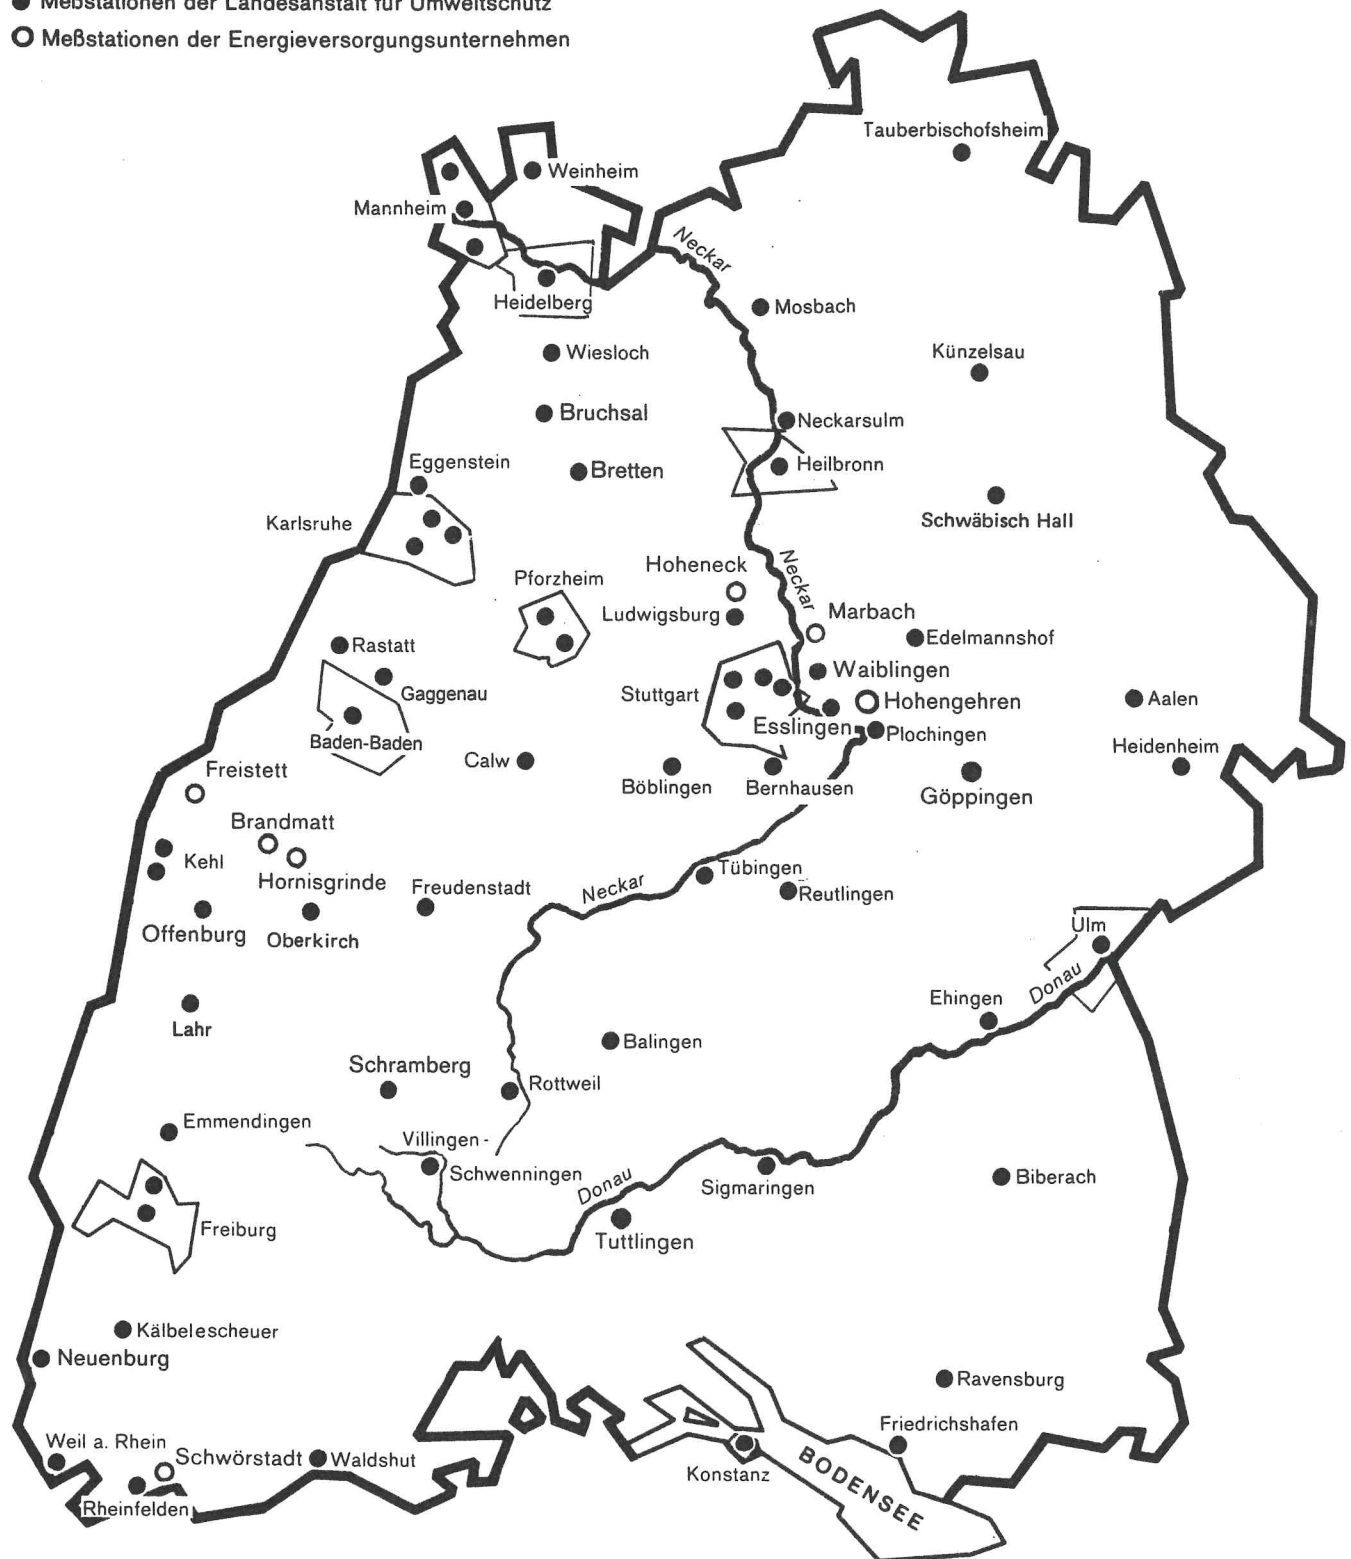 Meßstationen der Landesanstalt für Umweltschutz
Meßstationen der Energieversorgungsunternehmen
Tauberbischofsheim
Weinheim
Mannheim
Neckar
Heidelberg
Mosbach
Wiesloch
Künzelsau
Bruchsal
Neckarsulm
Eggenstein
Bretten
Heilbronn
Karlsruhe
Schwäbisch Hall
Hoheneck
Neckar
Pforzheim
Ludwigsburg
Marbach
Edelmannshof
Rastatt
Waiblingen
Gaggenau
Stuttgart
Hohengehren
Aalen
Esslingen
Plochingen
Baden-Baden
Heidenheim
Calw
Freistett
Böblingen
Bernhausen
Göppingen
Brandmatt
Kehl
Tübingen
Hornisgrinde
Freudenstadt
Neckar
Reutlingen
Offenburg
Oberkirch
Ulm
Donau
Ehingen
Lahr
Balingen
Schramberg
Rottweil
Emmendingen
Villingen-
Schwenningen
Donau
Sigmaringen
Biberach
Freiburg
Tuttlingen
Kälbelescheuer
Neuenburg
Ravensburg
Friedrichshafen
Weil a. Rhein
Schwörstadt
Waldshut
Konstanz
BODENSEE
Rheinfelden